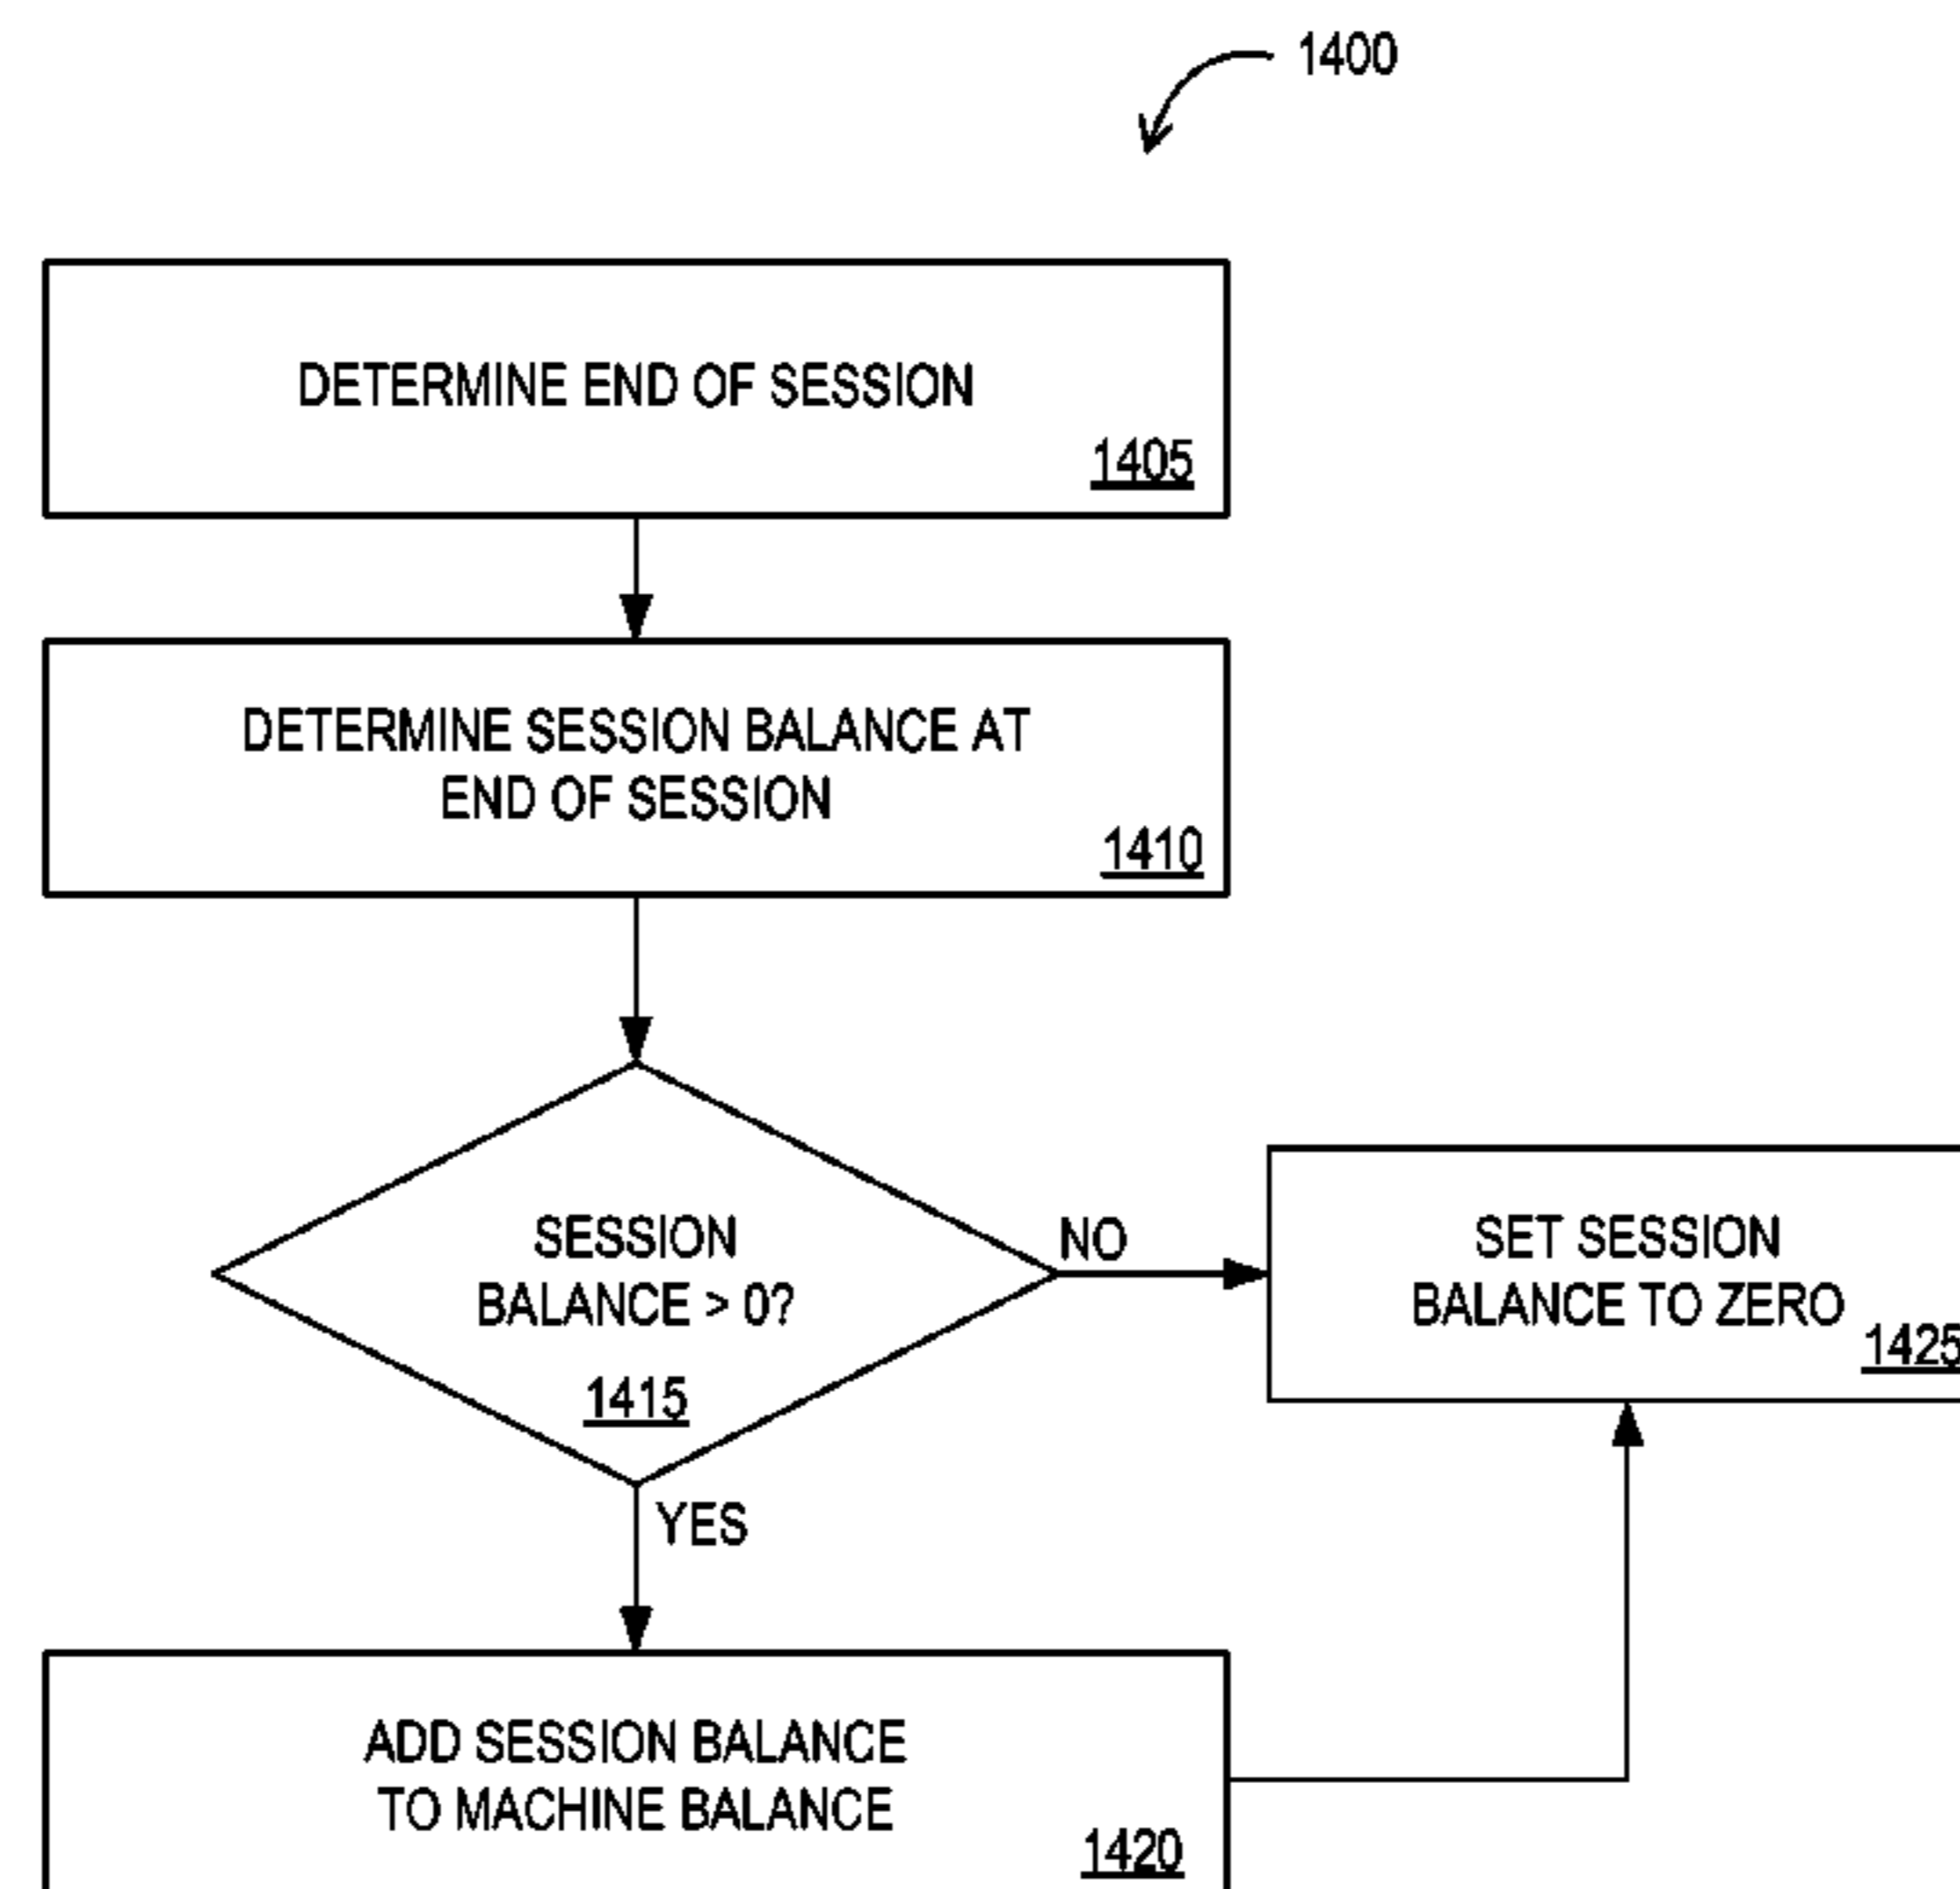 1400
DETERMINE END OF SESSION
1405
DETERMINE SESSION BALANCE AT
END OF SESSION
1410
SESSION
BALANCE > 0?
1415
NO
SET SESSION
BALANCE TO ZERO
1425
YES
ADD SESSION BALANCE
TO MACHINE BALANCE
1420